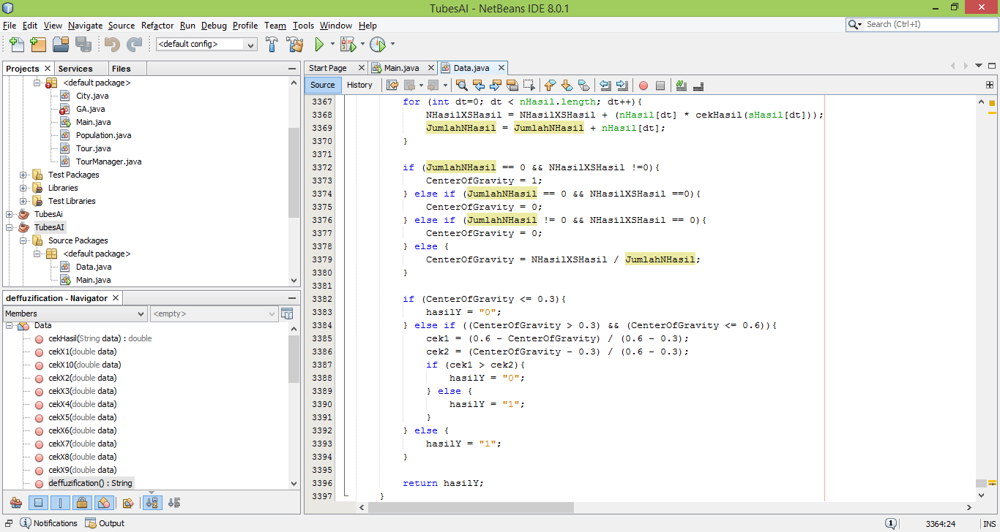 TubesAI - NetBeans IDE 8.0.1
File Edit View Navigate Source Refactor Run Debug Profile Team Tools Window Help
Search (Ctrl+I)
<default config>
Projects Services Files
<default package>
City.java
GA.java
Main.java
Population.java
Tour.java
TourManager.java
Test Packages
Libraries
Test Libraries
TubesAi
TubesAI
Source Packages
<default package>
Data.java
Main.java
deffuzification - Navigator
Members <empty>
Data
cekHasil(String data) : double
cekX1(double data)
cekX10(double data)
cekX2(double data)
cekX3(double data)
cekX4(double data)
cekX5(double data)
cekX6(double data)
cekX7(double data)
cekX8(double data)
cekX9(double data)
deffuzification() : String
Start Page Main.java Data.java
Source History
3367 for (int dt=0; dt < nHasil.length; dt++){
3368 NHasilXSHasil = NHasilXSHasil + (nHasil[dt] * cekHasil(sHasil[dt]));
3369 JumlahNHasil = JumlahNHasil + nHasil[dt];
3370 }
3371
3372 if (JumlahNHasil == 0 && NHasilXSHasil !=0){
3373 CenterOfGravity = 1;
3374 } else if (JumlahNHasil == 0 && NHasilXSHasil ==0){
3375 CenterOfGravity = 0;
3376 } else if (JumlahNHasil != 0 && NHasilXSHasil == 0){
3377 CenterOfGravity = 0;
3378 } else {
3379 CenterOfGravity = NHasilXSHasil / JumlahNHasil;
3380 }
3381
3382 if (CenterOfGravity <= 0.3){
3383 hasilY = "0";
3384 } else if ((CenterOfGravity > 0.3) && (CenterOfGravity <= 0.6)){
3385 cek1 = (0.6 - CenterOfGravity) / (0.6 - 0.3);
3386 cek2 = (CenterOfGravity - 0.3) / (0.6 - 0.3);
3387 if (cek1 > cek2){
3388 hasilY = "0";
3389 } else {
3390 hasilY = "1";
3391 }
3392 } else {
3393 hasilY = "1";
3394 }
3395
3396 return hasilY;
3397 }
Notifications Output
1 3364:24 INS